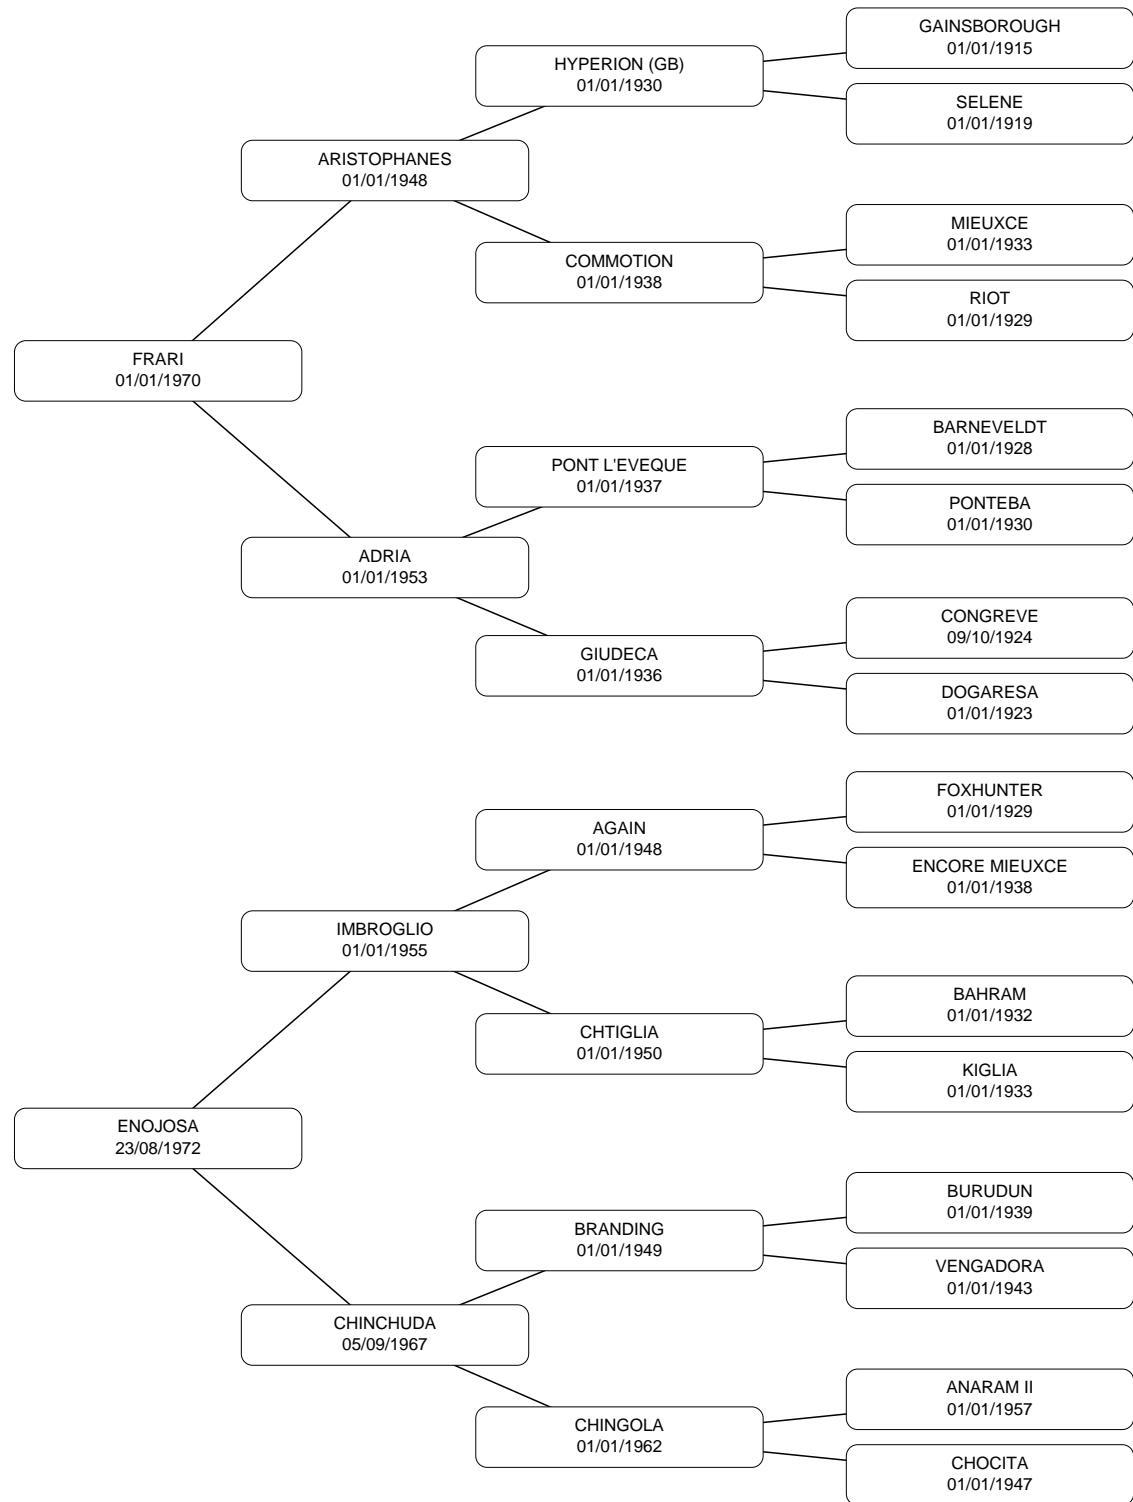 GAINSBOROUGH
01/01/1915
HYPERION (GB)
01/01/1930
SELENE
01/01/1919
ARISTOPHANES
01/01/1948
MIEUXCE
01/01/1933
COMMOTION
01/01/1938
RIOT
01/01/1929
FRARI
01/01/1970
BARNEVELDT
01/01/1928
PONT L'EVEQUE
01/01/1937
PONTEBA
01/01/1930
ADRIA
01/01/1953
CONGREVE
09/10/1924
GIUDECA
01/01/1936
DOGARESA
01/01/1923
FOXHUNTER
01/01/1929
AGAIN
01/01/1948
ENCORE MIEUXCE
01/01/1938
IMBROGLIO
01/01/1955
BAHRAM
01/01/1932
CHTIGLIA
01/01/1950
KIGLIA
01/01/1933
ENOJOSA
23/08/1972
BURUDUN
01/01/1939
BRANDING
01/01/1949
VENGADORA
01/01/1943
CHINCHUDA
05/09/1967
ANARAM II
01/01/1957
CHINGOLA
01/01/1962
CHOCITA
01/01/1947